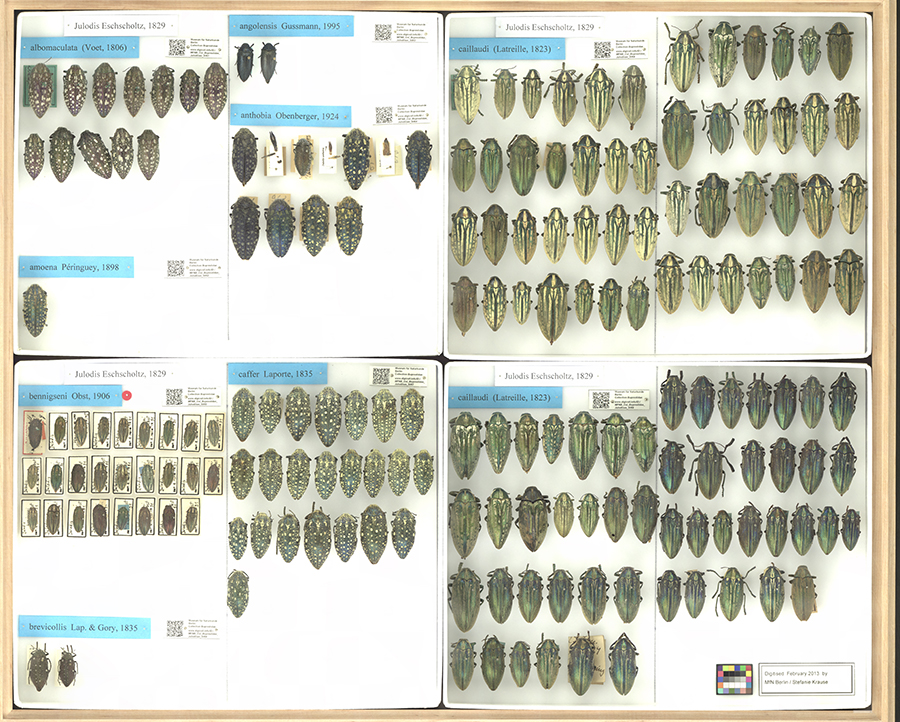 Julodis Eschscholtz, 1829
albomaculata (Voet, 1806)
angolensis Gussmann, 1995
anthobia Obenberger, 1924
amoena Péringuey, 1898
Julodis Eschscholtz, 1829
caillaudi (Latreille, 1823)
Julodis Eschscholtz, 1829
bennigseni Obst, 1906
caffer Laporte, 1835
brevicollis Lap. & Gory, 1835
Julodis Eschscholtz, 1829
caillaudi (Latreille, 1823)
Digitised February 2013 by
MfN Berlin / Stefanie Krause